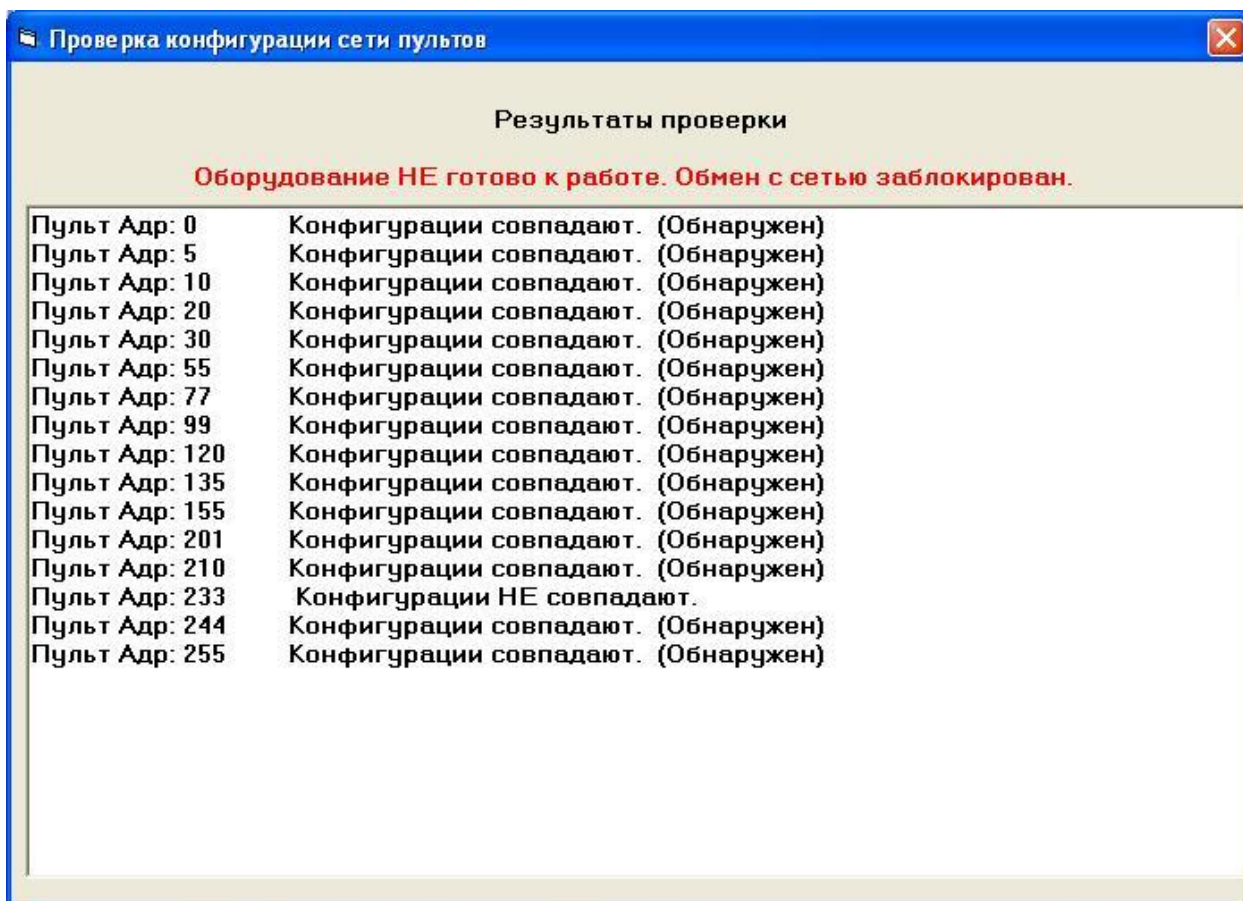 Проверка конфигурации сети пультов
Результаты проверки
Оборудование НЕ готово к работе. Обмен с сетью заблокирован.
Пульт Адр: 0 Конфигурации совпадают. (Обнаружен)
Пульт Адр: 5 Конфигурации совпадают. (Обнаружен)
Пульт Адр: 10 Конфигурации совпадают. (Обнаружен)
Пульт Адр: 20 Конфигурации совпадают. (Обнаружен)
Пульт Адр: 30 Конфигурации совпадают. (Обнаружен)
Пульт Адр: 55 Конфигурации совпадают. (Обнаружен)
Пульт Адр: 77 Конфигурации совпадают. (Обнаружен)
Пульт Адр: 99 Конфигурации совпадают. (Обнаружен)
Пульт Адр: 120 Конфигурации совпадают. (Обнаружен)
Пульт Адр: 135 Конфигурации совпадают. (Обнаружен)
Пульт Адр: 155 Конфигурации совпадают. (Обнаружен)
Пульт Адр: 201 Конфигурации совпадают. (Обнаружен)
Пульт Адр: 210 Конфигурации совпадают. (Обнаружен)
Пульт Адр: 233 Конфигурации НЕ совпадают.
Пульт Адр: 244 Конфигурации совпадают. (Обнаружен)
Пульт Адр: 255 Конфигурации совпадают. (Обнаружен)